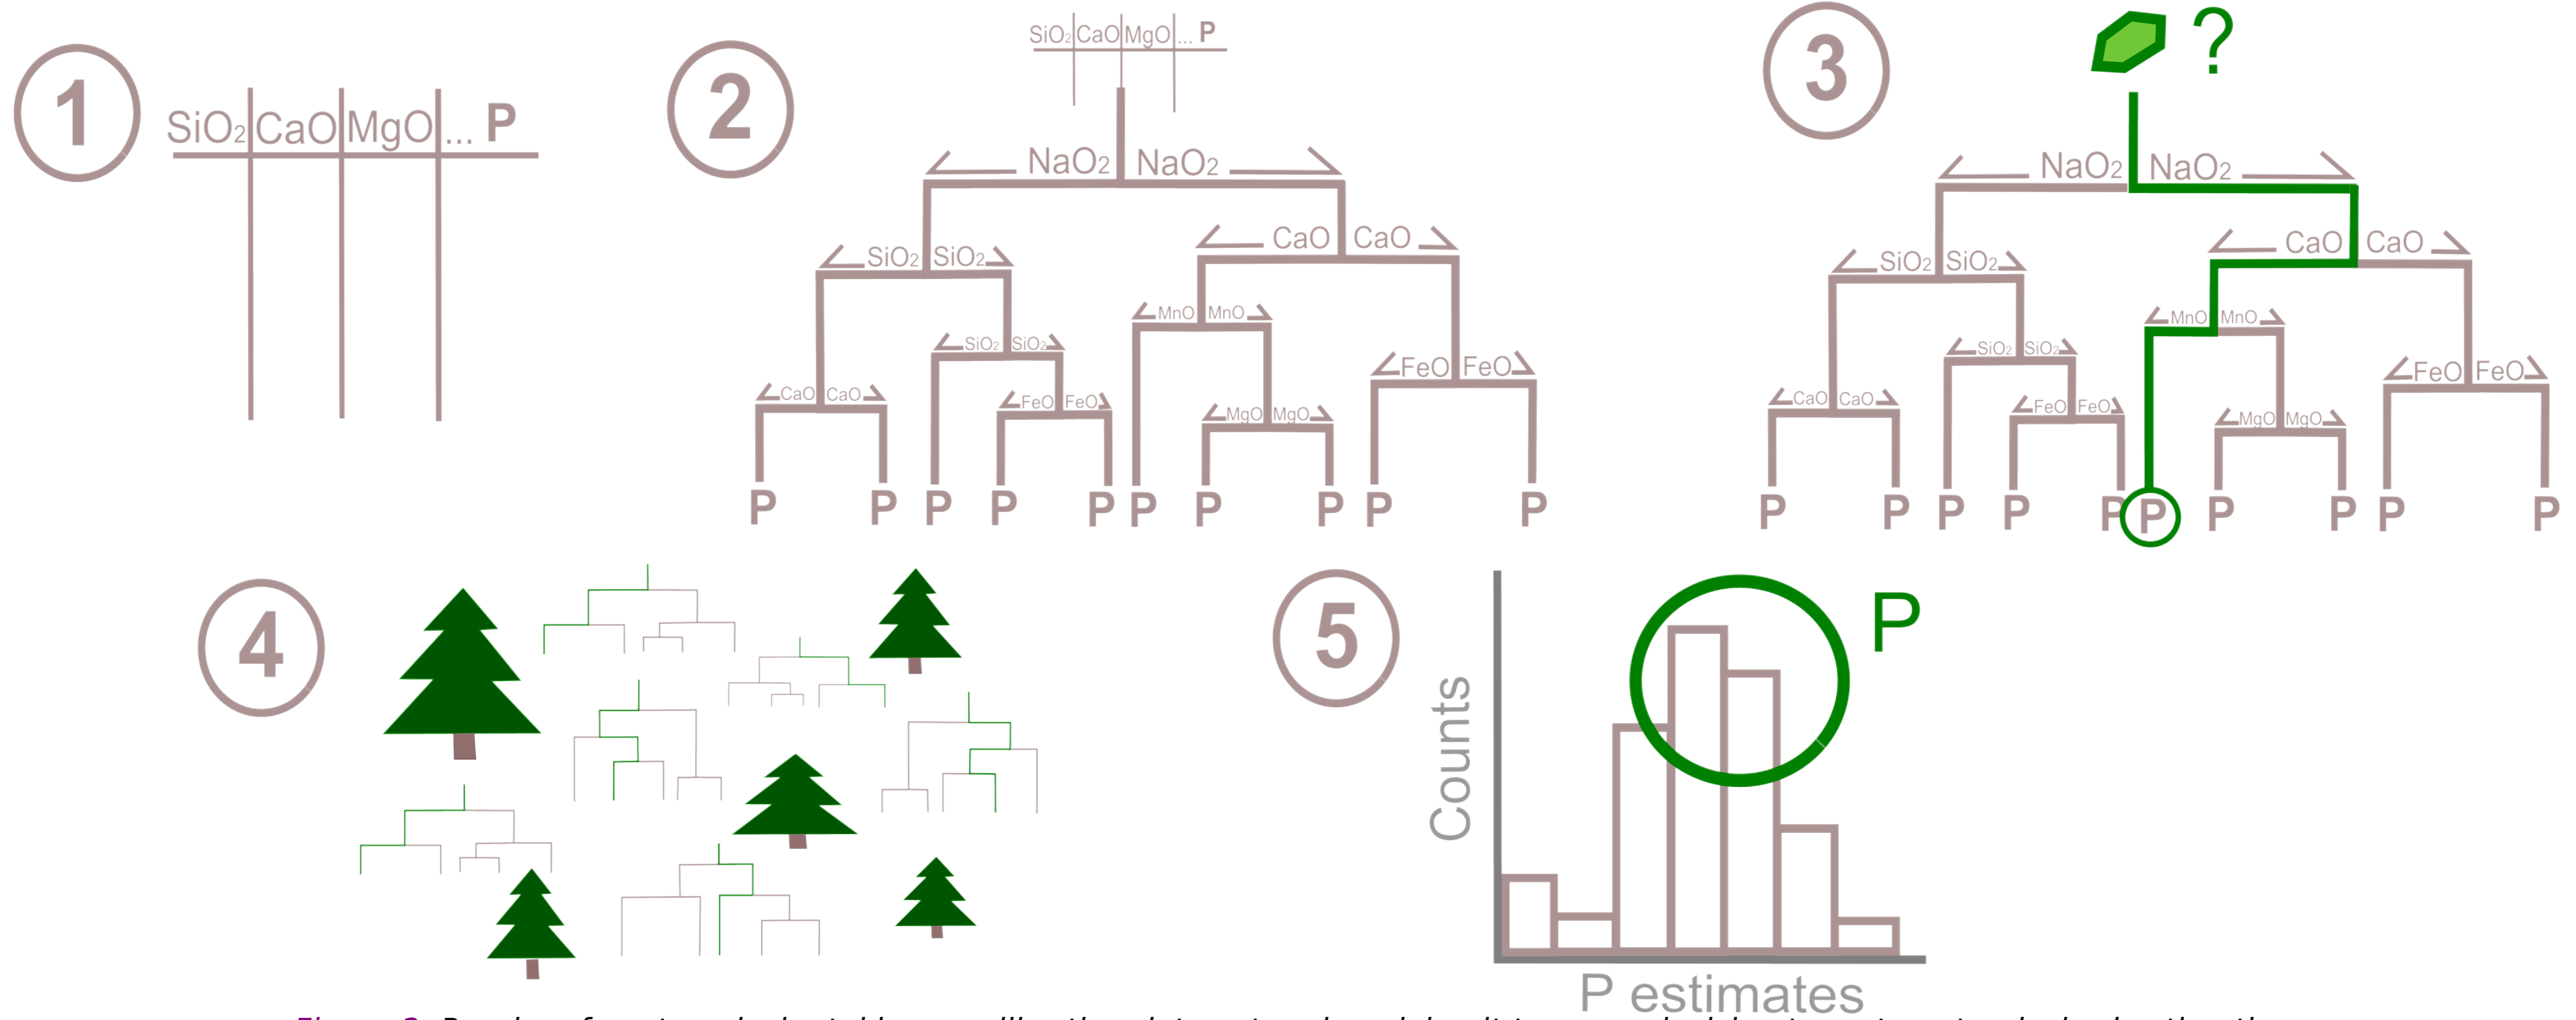 1
SiO2 CaO MgO ... P
2
SiO2 CaO MgO ... P
NaO2 NaO2
SiO2 SiO2 CaO CaO
MnO MnO
SiO2 SiO2 FeO FeO
CaO CaO FeO FeO MgO MgO
P P P P P P P P P P
3
?
NaO2 NaO2
SiO2 SiO2 CaO CaO
MnO MnO
SiO2 SiO2 FeO FeO
CaO CaO FeO FeO MgO MgO
P P P P P P P P P P
4
5
P
Counts
P estimates